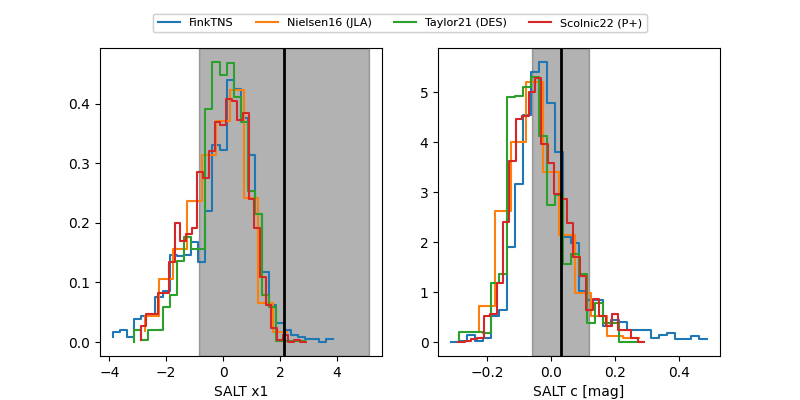 FinkTNS Nielsen16 (JLA) Taylor21 (DES) Scolnic22 (P+)
0.4
0.3
0.2
0.1
0.0
−4 −2 0 2 4
SALT x1
5
4
3
2
1
0
−0.2 0.0 0.2 0.4
SALT c [mag]